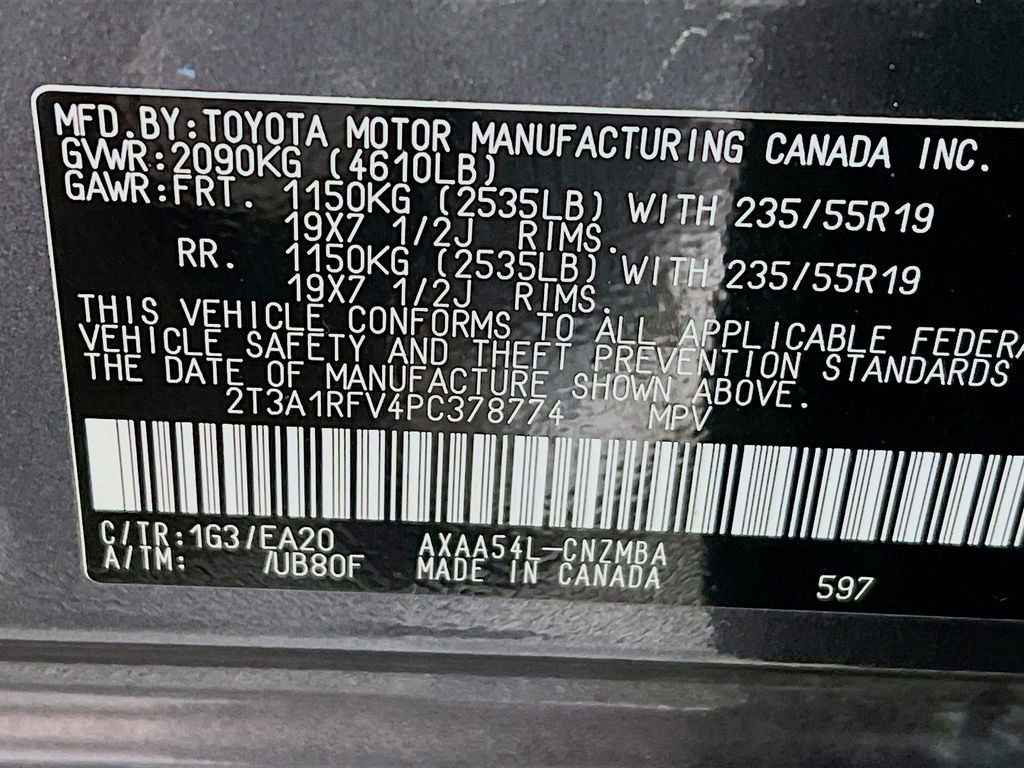 MFD.BY:TOYOTA MOTOR MANUFACTURING CANADA INC.
GVWR:2090KG (4610LB)
GAWR:FRT. 1150KG (2535LB) WITH 235/55R19
19X7 1/2J RIMS.
RR. 1150KG (2535LB) WITH 235/55R19
19X7 1/2J RIMS.
THIS VEHICLE CONFORMS TO ALL APPLICABLE FEDERA
VEHICLE SAFETY AND THEFT PREVENTION STANDARDS
THE DATE OF MANUFACTURE SHOWN ABOVE.
2T3A1RFV4PC378774 MPV
C/TR:1G3/EA20 AXAA54L-CNZMBA
A/TM: /UB80F MADE IN CANADA
597